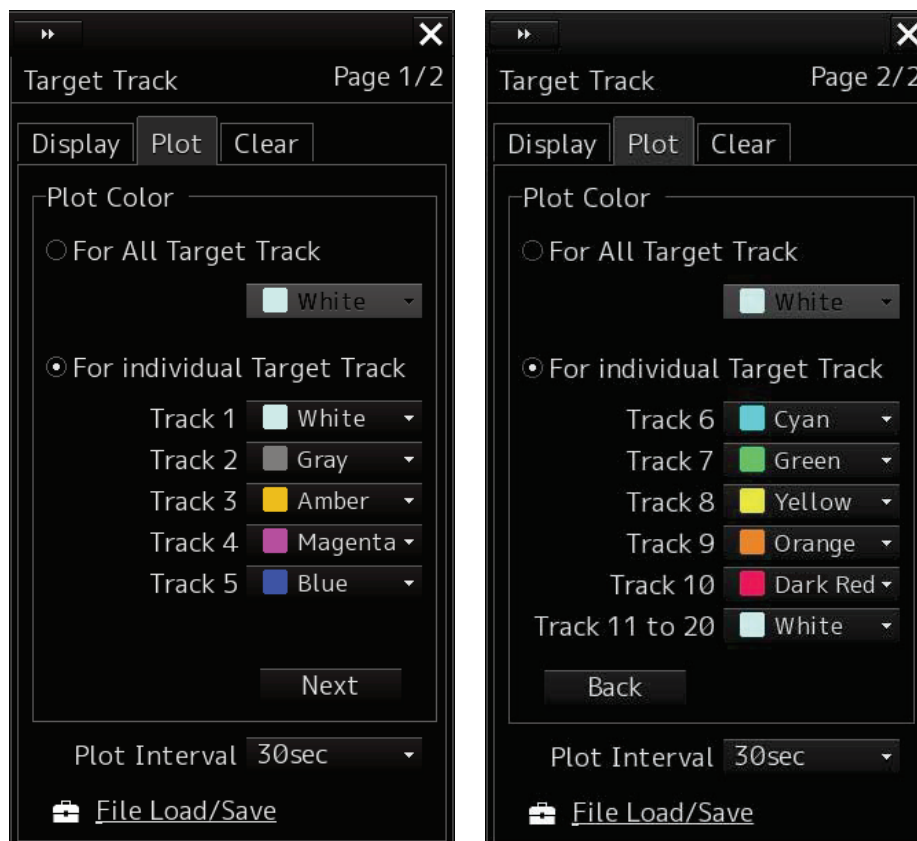 Target Track Page 1/2
Display Plot Clear
Plot Color
For All Target Track
White
For individual Target Track
Track 1 White
Track 2 Gray
Track 3 Amber
Track 4 Magenta
Track 5 Blue
Next
Plot Interval 30sec
File Load/Save
Target Track Page 2/2
Display Plot Clear
Plot Color
For All Target Track
White
For individual Target Track
Track 6 Cyan
Track 7 Green
Track 8 Yellow
Track 9 Orange
Track 10 Dark Red
Track 11 to 20 White
Back
Plot Interval 30sec
File Load/Save